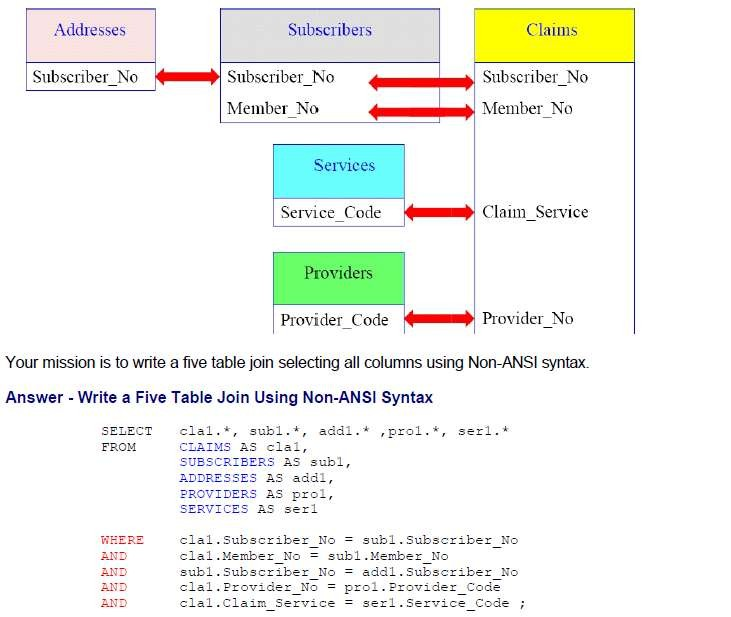 Addresses Subscribers Claims
Subscriber_No Subscriber_No Subscriber_No
Member_No Member_No
Services
Service_Code Claim_Service
Providers
Provider_Code Provider_No
Your mission is to write a five table join selecting all columns using Non-ANSI syntax.
Answer - Write a Five Table Join Using Non-ANSI Syntax
SELECT cla1.*, sub1.*, add1.* ,pro1.*, ser1.*
FROM CLAIMS AS cla1,
SUBSCRIBERS AS sub1,
ADDRESSES AS add1,
PROVIDERS AS pro1,
SERVICES AS ser1
WHERE cla1.Subscriber_No = sub1.Subscriber_No
AND cla1.Member_No = sub1.Member_No
AND sub1.Subscriber_No = add1.Subscriber_No
AND cla1.Provider_No = pro1.Provider_Code
AND cla1.Claim_Service = ser1.Service_Code ;